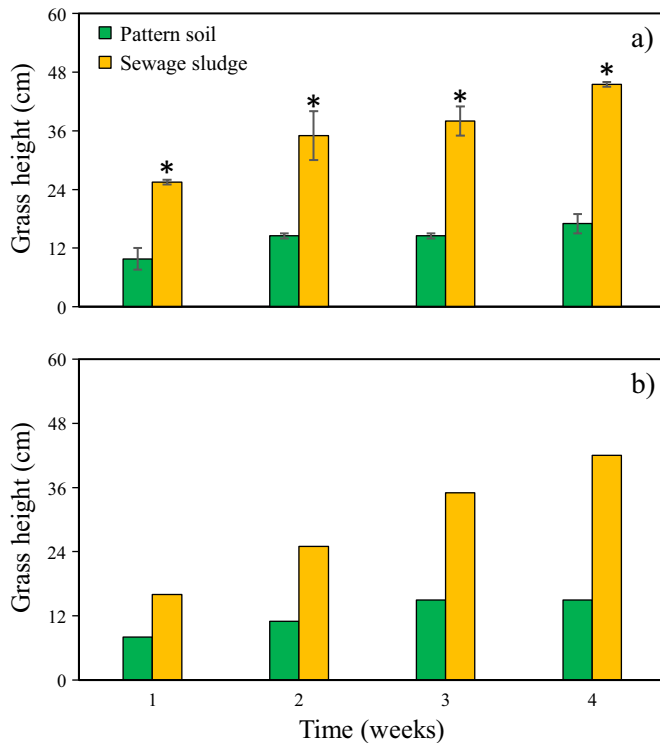 60
48
36
24
12
0
Grass height (cm)
Pattern soil
Sewage sludge
a)
*
*
*
*
60
48
36
24
12
0
Grass height (cm)
b)
1 2 3 4
Time (weeks)